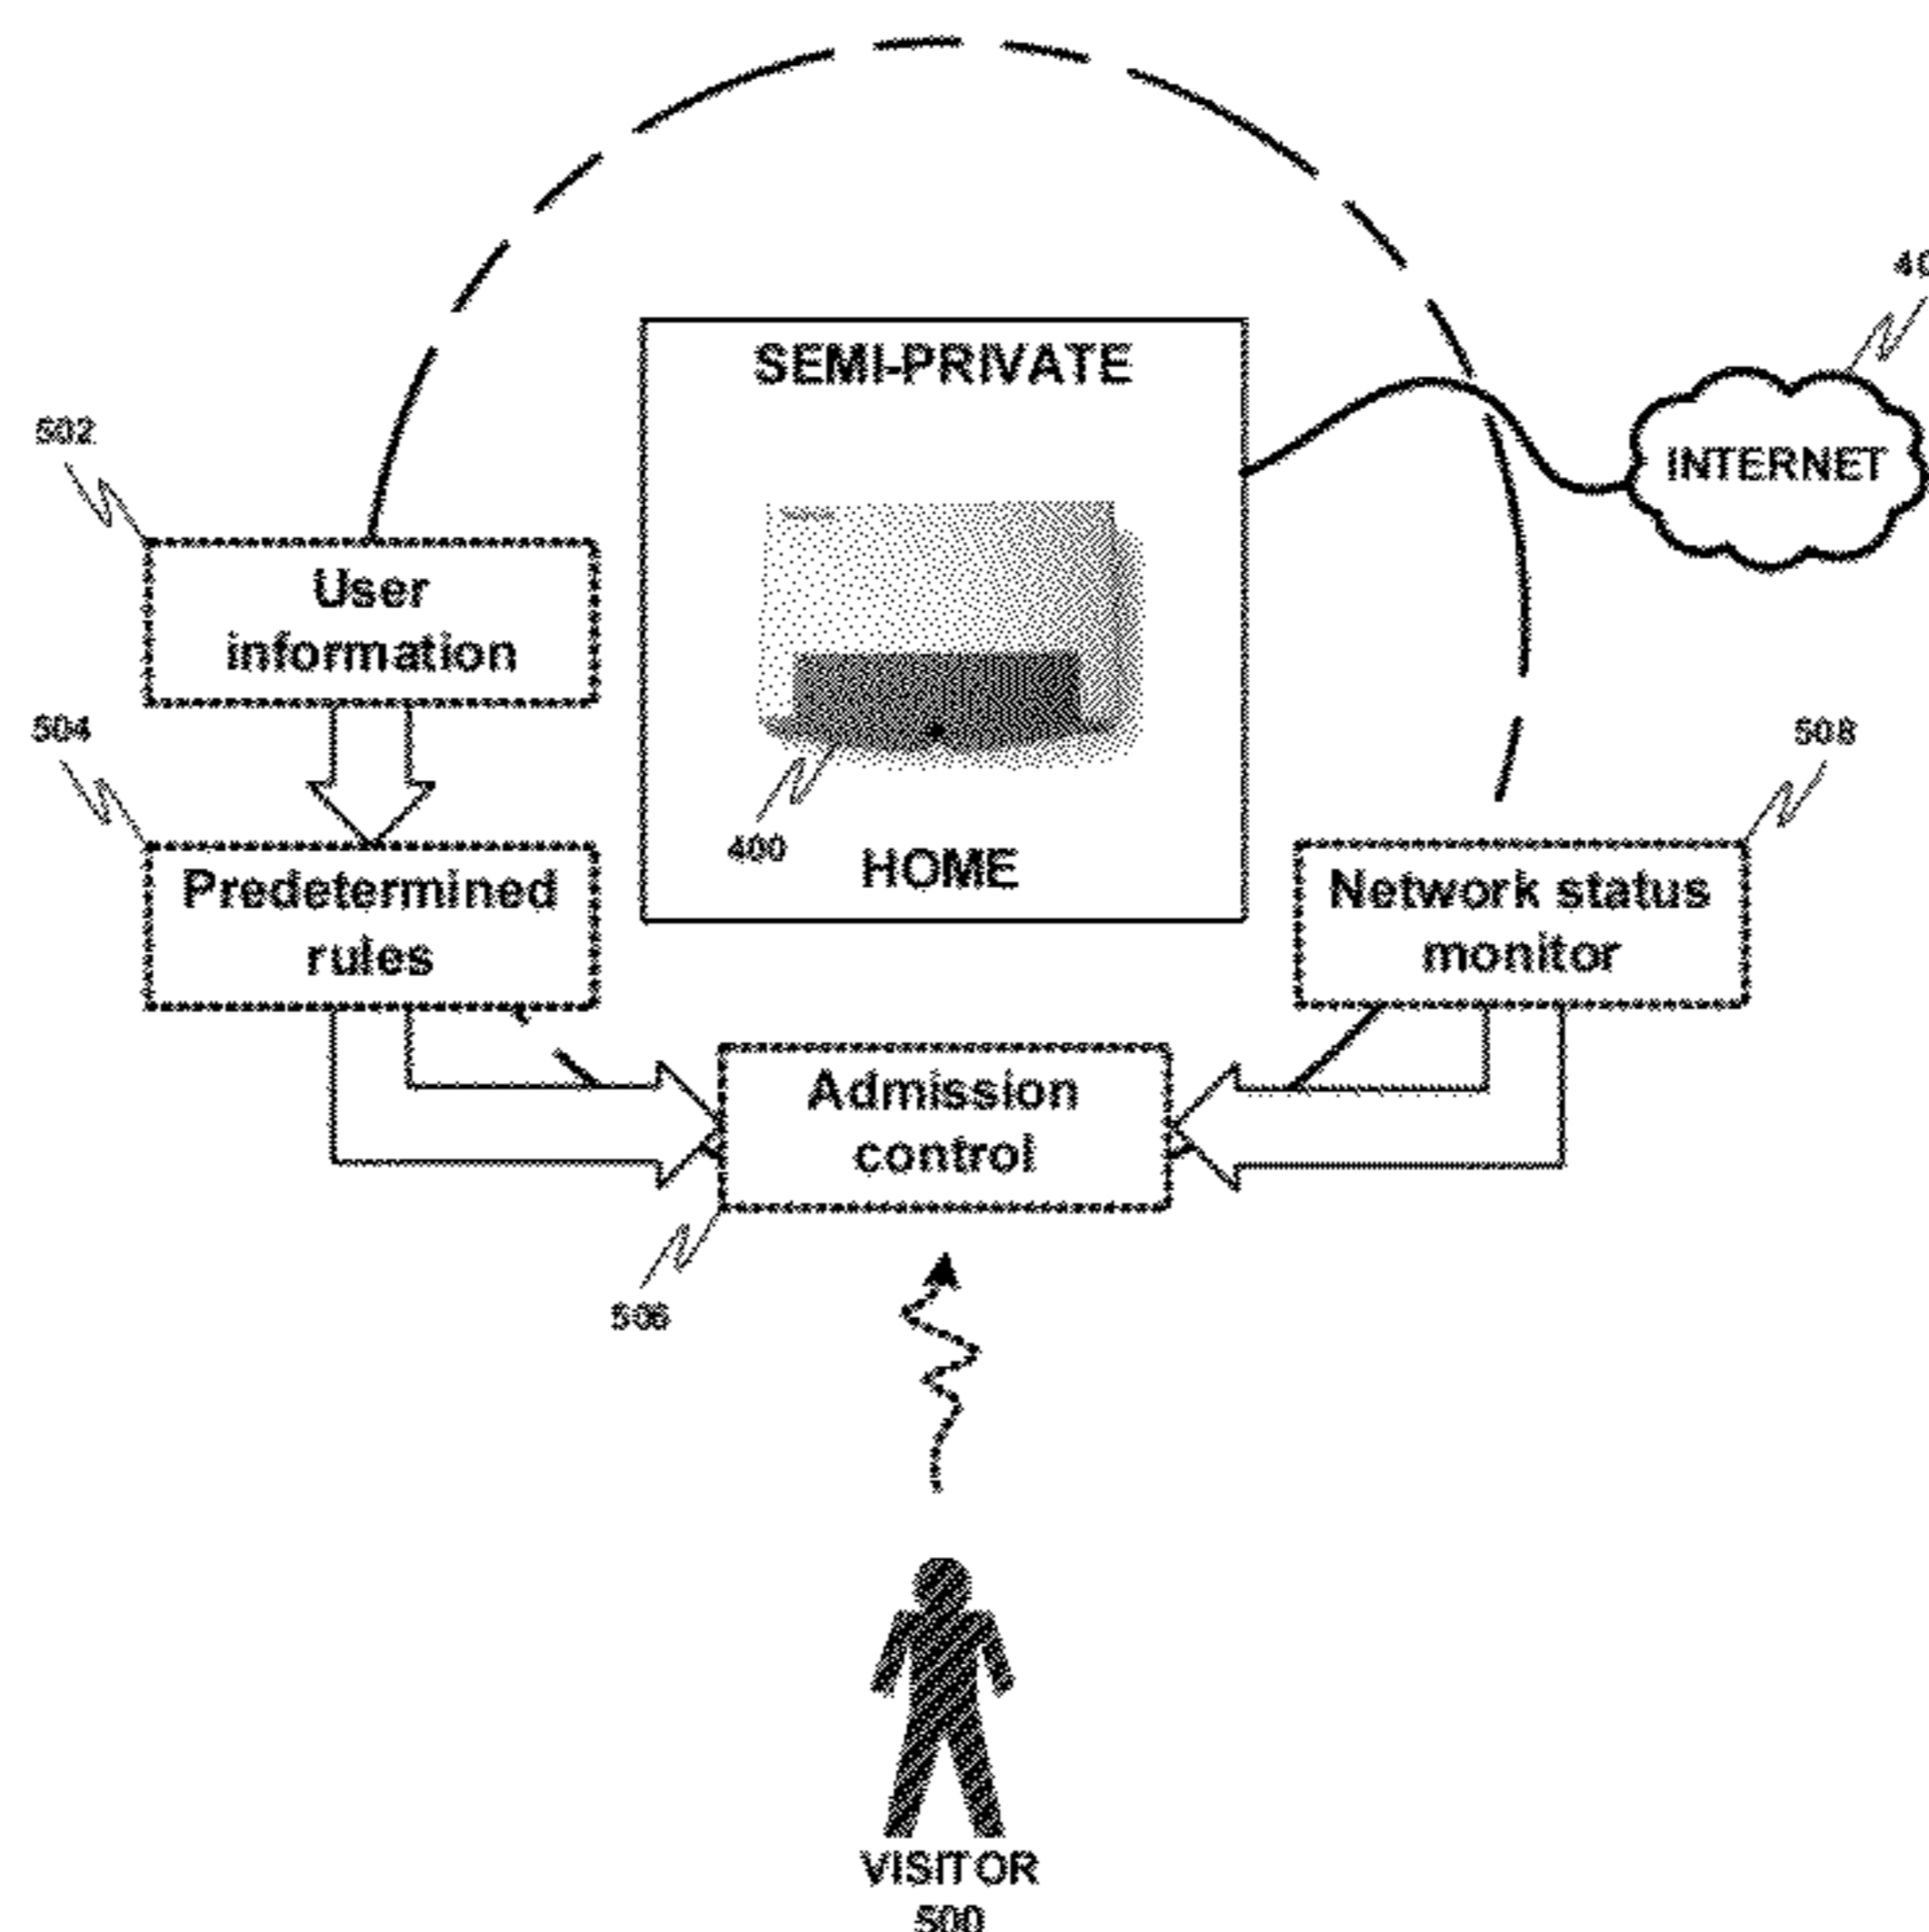 SEMI-PRIVATE
INTERNET
502
User
information
504
Predetermined
rules
400
HOME
508
Network status
monitor
Admission
control
506
VISITOR
500